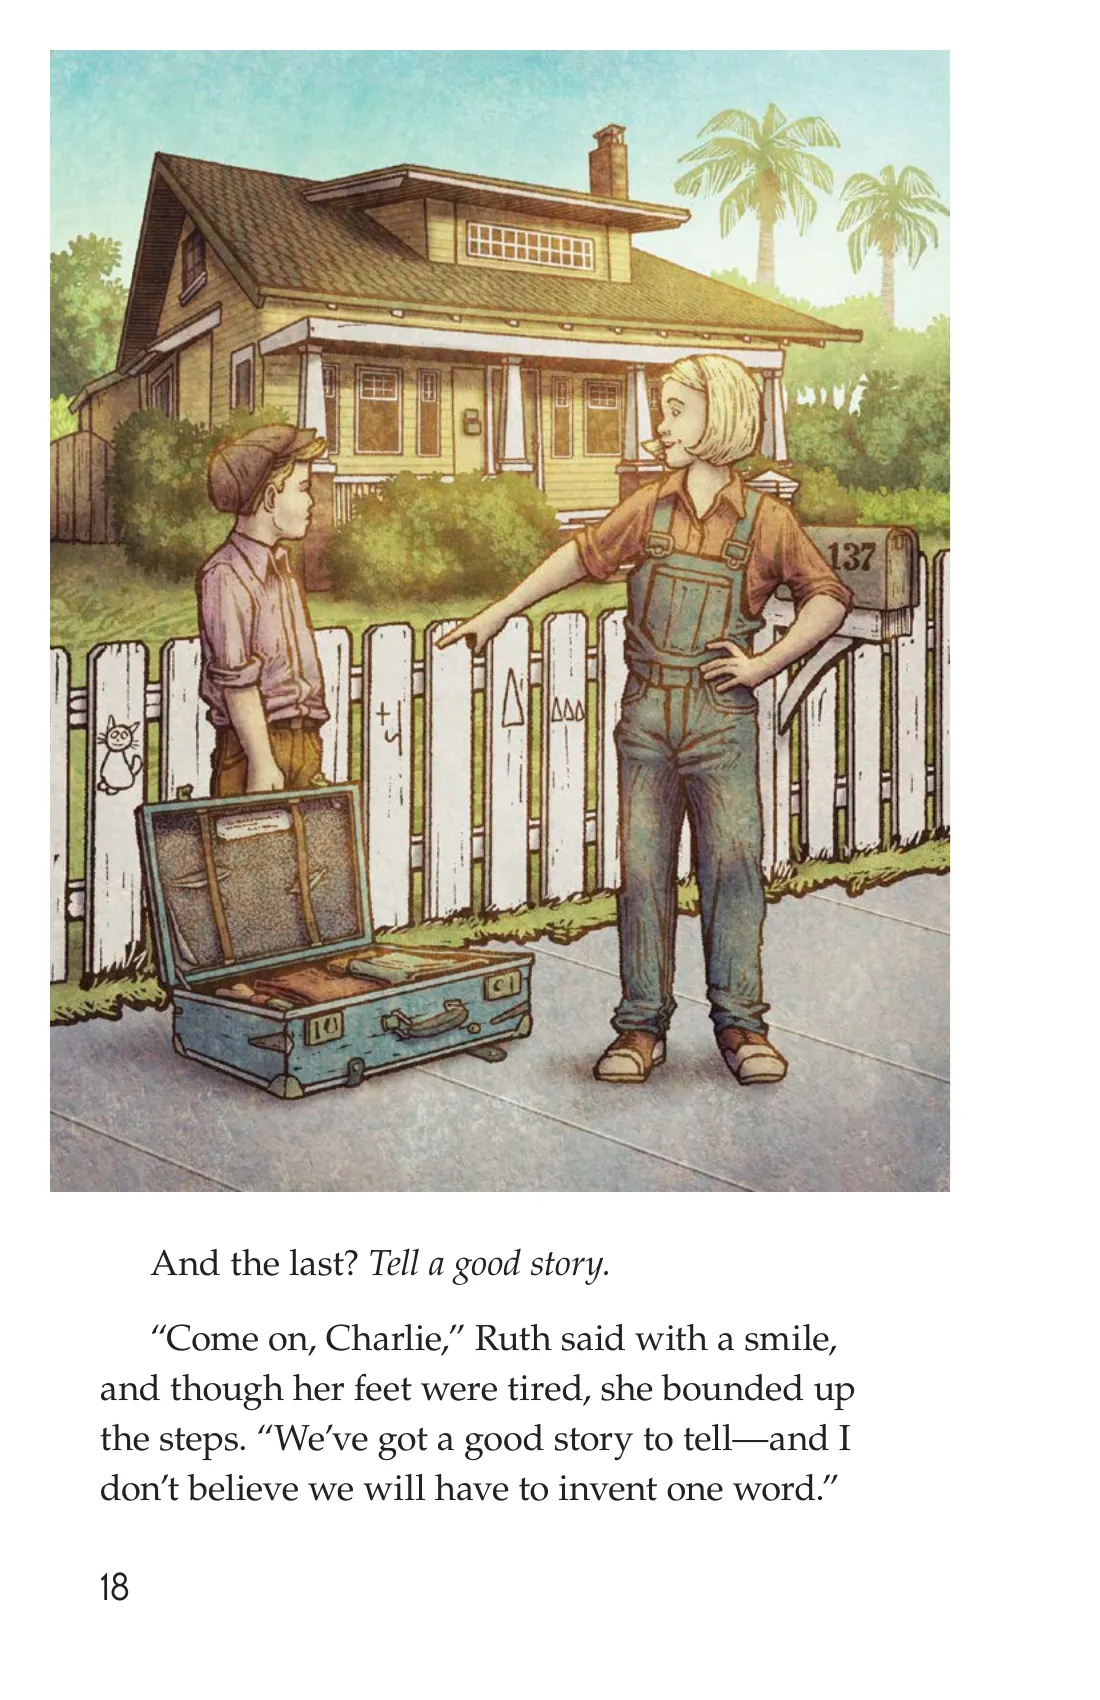 137
And the last? Tell a good story.
“Come on, Charlie,” Ruth said with a smile,
and though her feet were tired, she bounded up
the steps. “We’ve got a good story to tell—and I
don’t believe we will have to invent one word.”
18